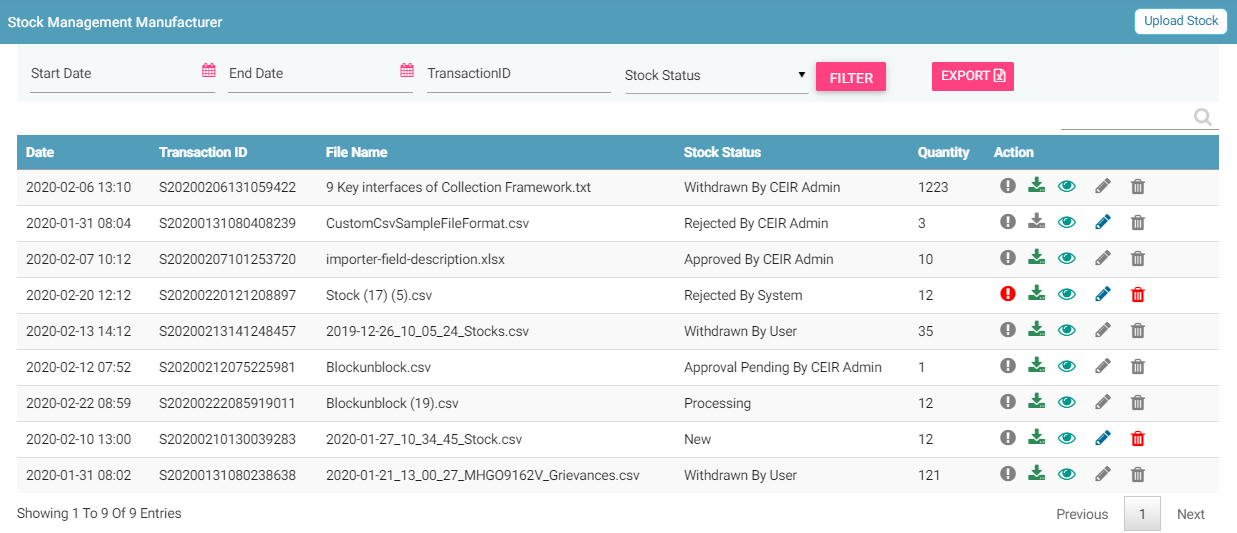 Stock Management Manufacturer Upload Stock
Start Date End Date TransactionID Stock Status FILTER EXPORT
Date Transaction ID File Name Stock Status Quantity Action
2020-02-06 13:10 S20200206131059422 9 Key interfaces of Collection Framework.txt Withdrawn By CEIR Admin 1223
2020-01-31 08:04 S20200131080408239 CustomCsvSampleFileFormat.csv Rejected By CEIR Admin 3
2020-02-07 10:12 S20200207101253720 importer-field-description.xlsx Approved By CEIR Admin 10
2020-02-20 12:12 S20200220121208897 Stock (17) (5).csv Rejected By System 12
2020-02-13 14:12 S20200213141248457 2019-12-26_10_05_24_Stocks.csv Withdrawn By User 35
2020-02-12 07:52 S20200212075225981 Blockunblock.csv Approval Pending By CEIR Admin 1
2020-02-22 08:59 S20200222085919011 Blockunblock (19).csv Processing 12
2020-02-10 13:00 S20200210130039283 2020-01-27_10_34_45_Stock.csv New 12
2020-01-31 08:02 S20200131080238638 2020-01-21_13_00_27_MHGO9162V_Grievances.csv Withdrawn By User 121
Showing 1 To 9 Of 9 Entries Previous 1 Next